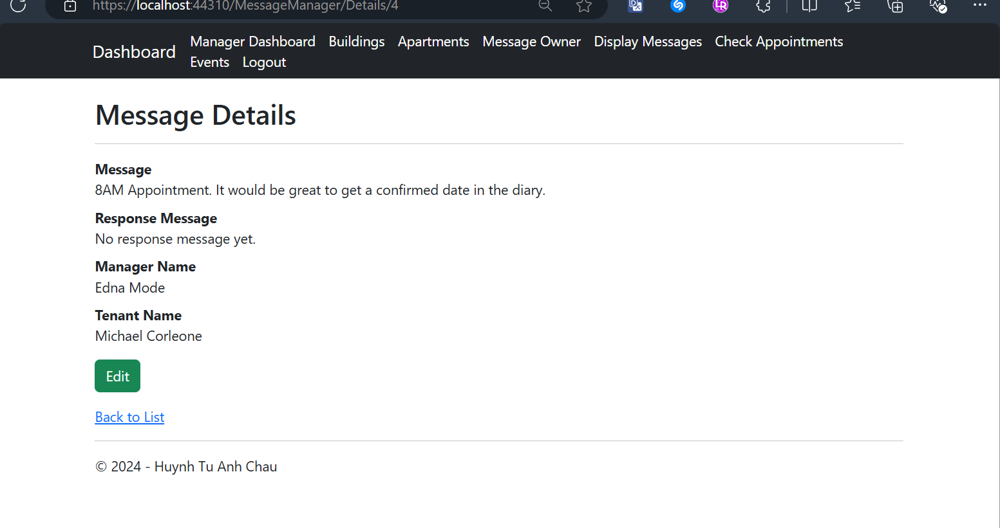 https://localhost:44310/MessageManager/Details/4
Dashboard
Manager Dashboard Buildings Apartments Message Owner Display Messages Check Appointments
Events Logout
Message Details
Message
8AM Appointment. It would be great to get a confirmed date in the diary.
Response Message
No response message yet.
Manager Name
Edna Mode
Tenant Name
Michael Corleone
Edit
Back to List
© 2024 - Huynh Tu Anh Chau